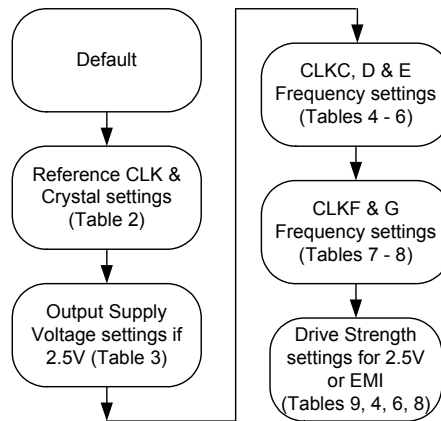 Default
Reference CLK &
Crystal settings
(Table 2)
Output Supply
Voltage settings if
2.5V (Table 3)
CLKC, D & E
Frequency settings
(Tables 4 - 6)
CLKF & G
Frequency settings
(Tables 7 - 8)
Drive Strength
settings for 2.5V
or EMI
(Tables 9, 4, 6, 8)